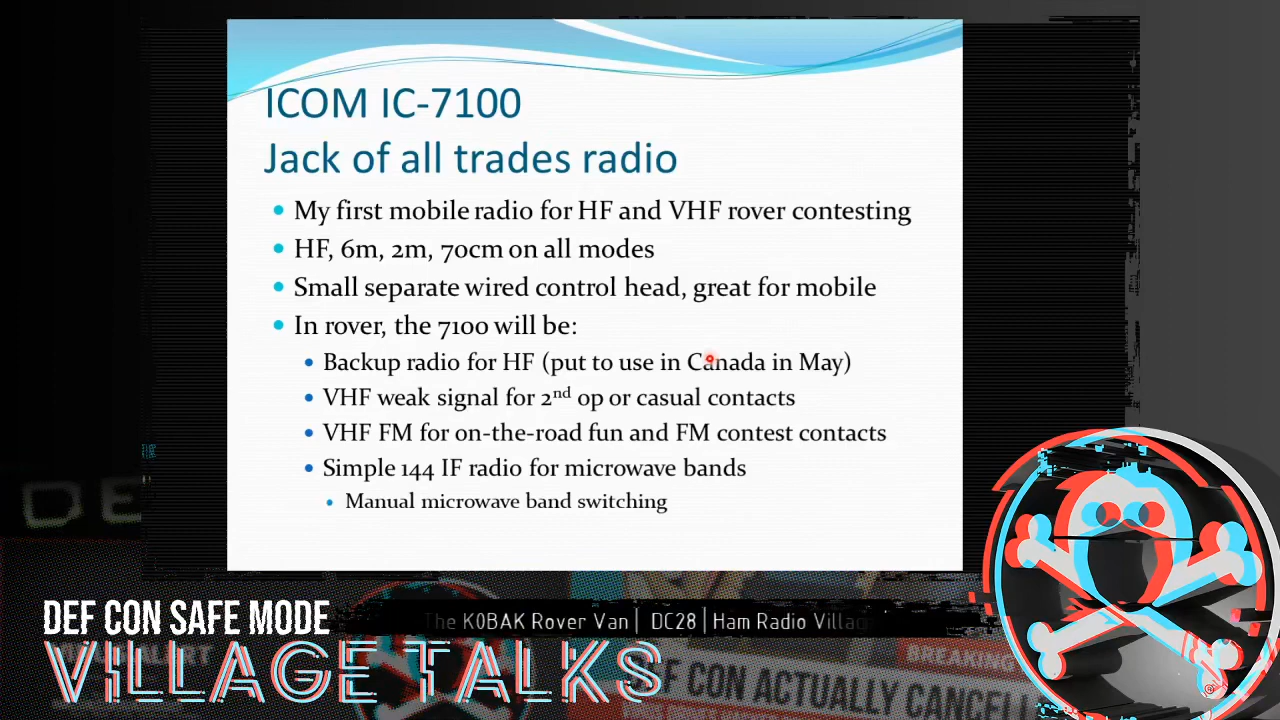 ICOM IC-7100
Jack of all trades radio
My first mobile radio for HF and VHF rover contesting
HF, 6m, 2m, 70cm on all modes
Small separate wired control head, great for mobile
In rover, the 7100 will be:
Backup radio for HF (put to use in Canada in May)
VHF weak signal for 2nd op or casual contacts
VHF FM for on-the-road fun and FM contest contacts
Simple 144 IF radio for microwave bands
Manual microwave band switching
DEF CON SAFE MODE
he K0BAK Rover Van | DC28 | Ham Radio Villag
VILLAGE TALKS
BREAKIN
DEF CON ACTUALLY CANCEL